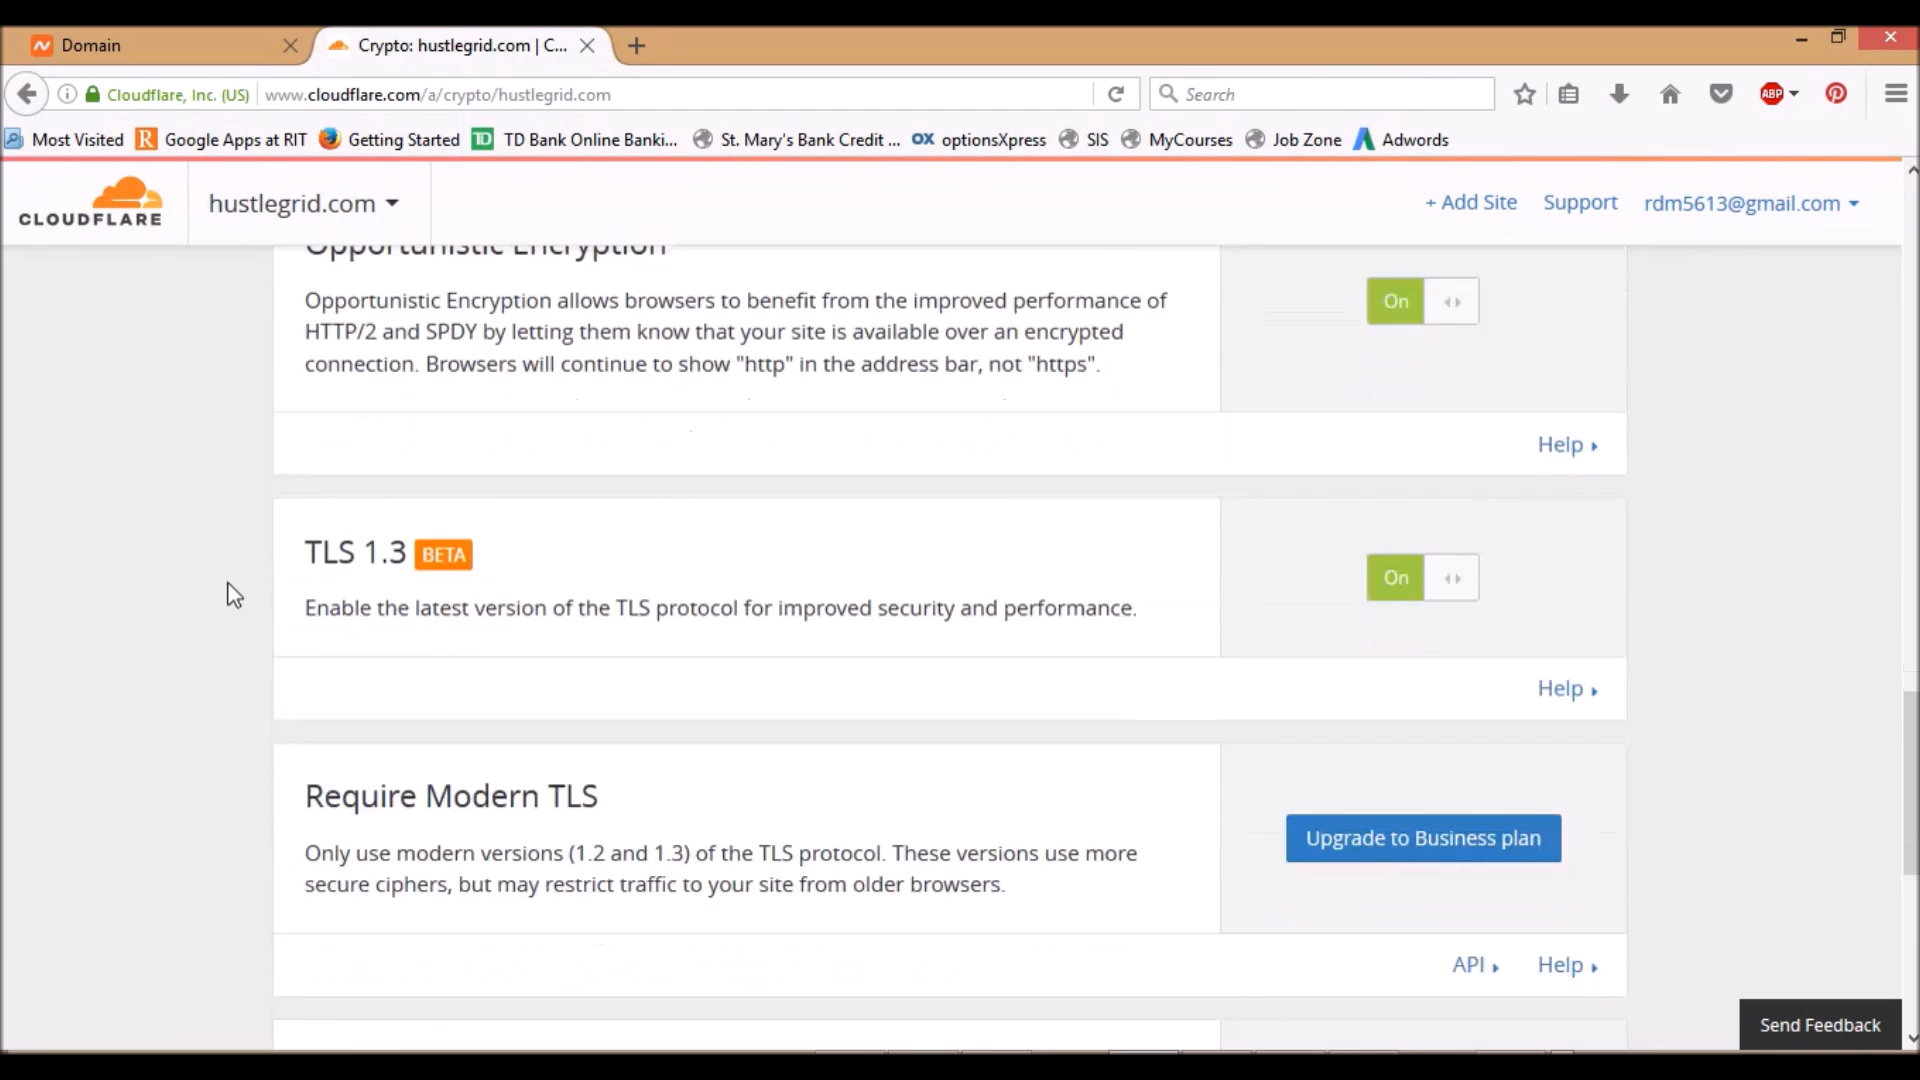 Domain
Crypto: hustlegrid.com | C...
Cloudflare, Inc. (US)
www.cloudflare.com/a/crypto/hustlegrid.com
Search
ABP
Most Visited
Google Apps at RIT
Getting Started
TD Bank Online Banki...
St. Mary's Bank Credit ...
OX optionsXpress
SIS
MyCourses
Job Zone
Adwords
CLOUDFLARE
hustlegrid.com
+ Add Site
Support
rdm5613@gmail.com
Opportunistic Encryption
Opportunistic Encryption allows browsers to benefit from the improved performance of
HTTP/2 and SPDY by letting them know that your site is available over an encrypted
connection. Browsers will continue to show "http" in the address bar, not "https".
On
Help
TLS 1.3 BETA
Enable the latest version of the TLS protocol for improved security and performance.
On
Help
Require Modern TLS
Only use modern versions (1.2 and 1.3) of the TLS protocol. These versions use more
secure ciphers, but may restrict traffic to your site from older browsers.
Upgrade to Business plan
API
Help
Send Feedback